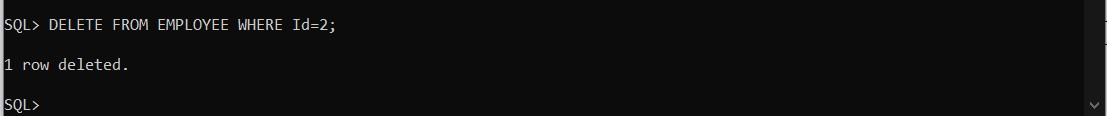 SQL> DELETE FROM EMPLOYEE WHERE Id=2;
1 row deleted.
SQL>